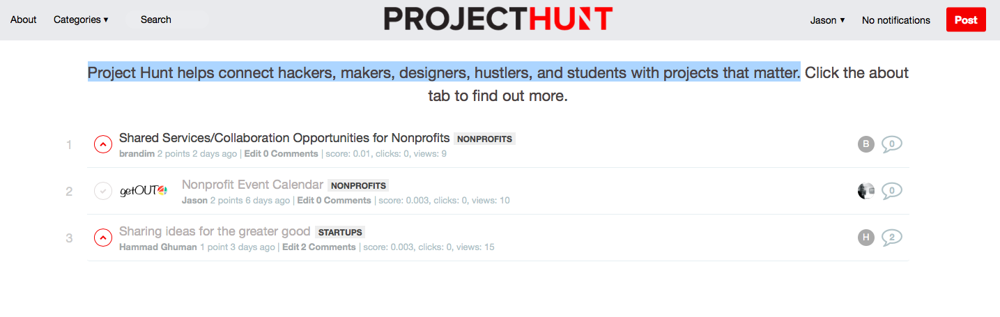 About Categories ▾ Search PROJECTHUNT Jason ▾ No notifications Post
Project Hunt helps connect hackers, makers, designers, hustlers, and students with projects that matter. Click the about
tab to find out more.
1 Shared Services/Collaboration Opportunities for Nonprofits NONPROFITS B 0
brandim 2 points 2 days ago | Edit 0 Comments | score: 0.01, clicks: 0, views: 9
2 getOUT Nonprofit Event Calendar NONPROFITS 0
Jason 2 points 6 days ago | Edit 0 Comments | score: 0.003, clicks: 0, views: 10
3 Sharing ideas for the greater good STARTUPS H 2
Hammad Ghuman 1 point 3 days ago | Edit 2 Comments | score: 0.003, clicks: 0, views: 15